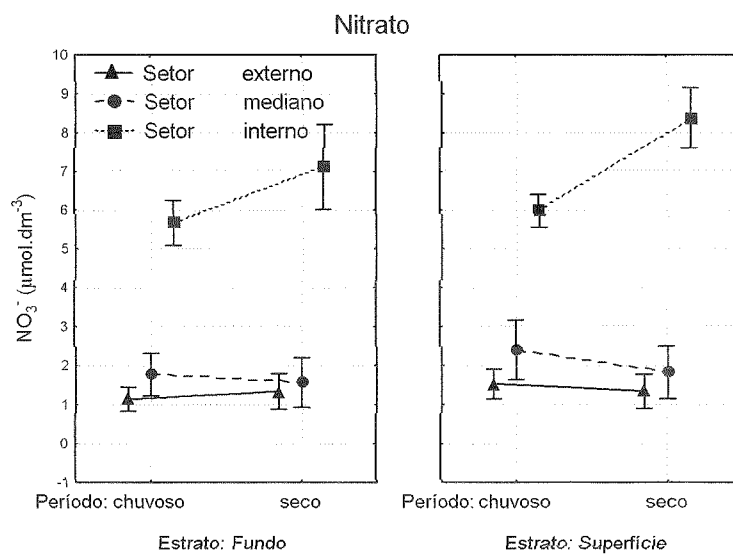 Nitrato
10
9
8
7
6
5
4
3
2
1
0
-1
NO₃⁻ (μmol.dm⁻³)
Setor externo
Setor mediano
Setor interno
Período: chuvoso seco
chuvoso seco
Estrato: Fundo
Estrato: Superfície